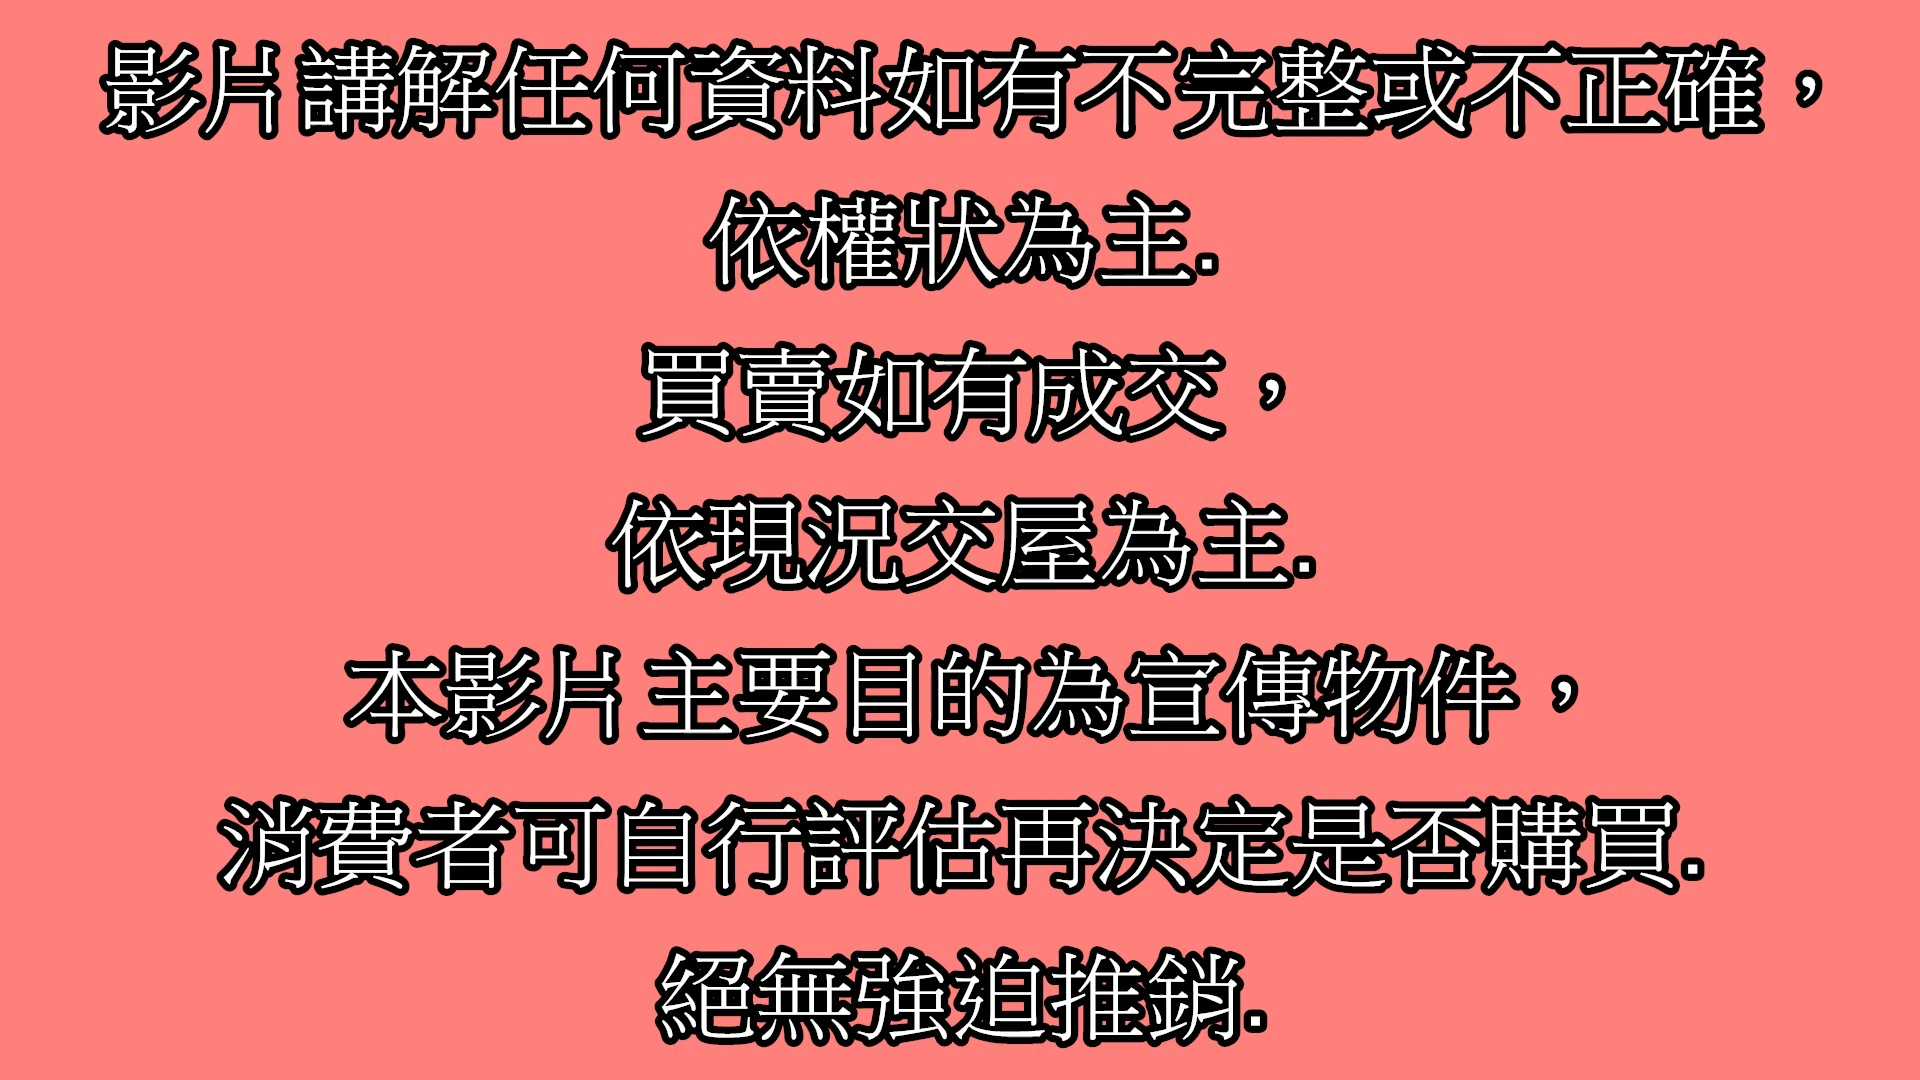 影片講解任何資料如有不完整或不正確，
依權狀為主.
買賣如有成交，
依現況交屋為主.
本影片主要目的為宣傳物件，
消費者可自行評估再決定是否購買.
絕無強迫推銷.